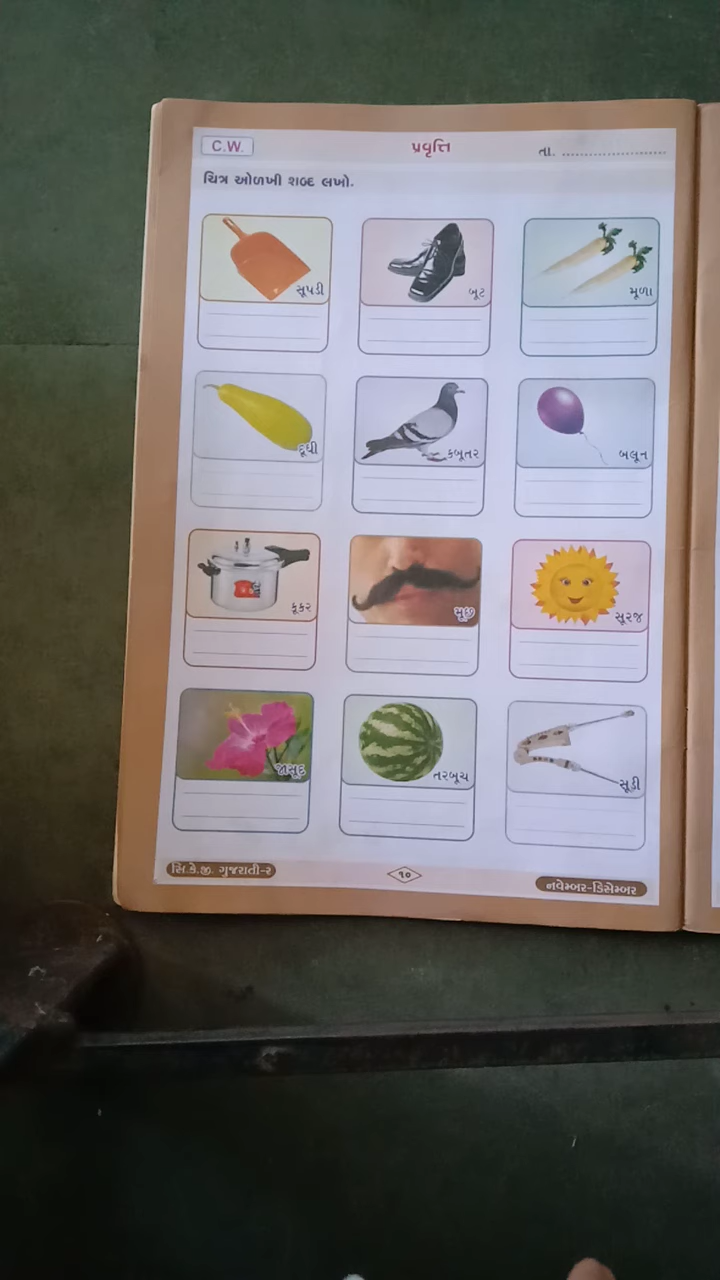 C.W.
પ્રવૃત્તિ
તા. ........................
ચિત્ર ઓળખી શબ્દ લખો.
સૂપડી
બૂટ
મૂળા
દૂધી
કબૂતર
બલૂન
કૂકર
મૂછ
સૂરજ
જાસૂદ
તરબૂચ
સૂડી
સિ.કે.જી. ગુજરાતી-૨
૧૦
નવેમ્બર-ડિસેમ્બર